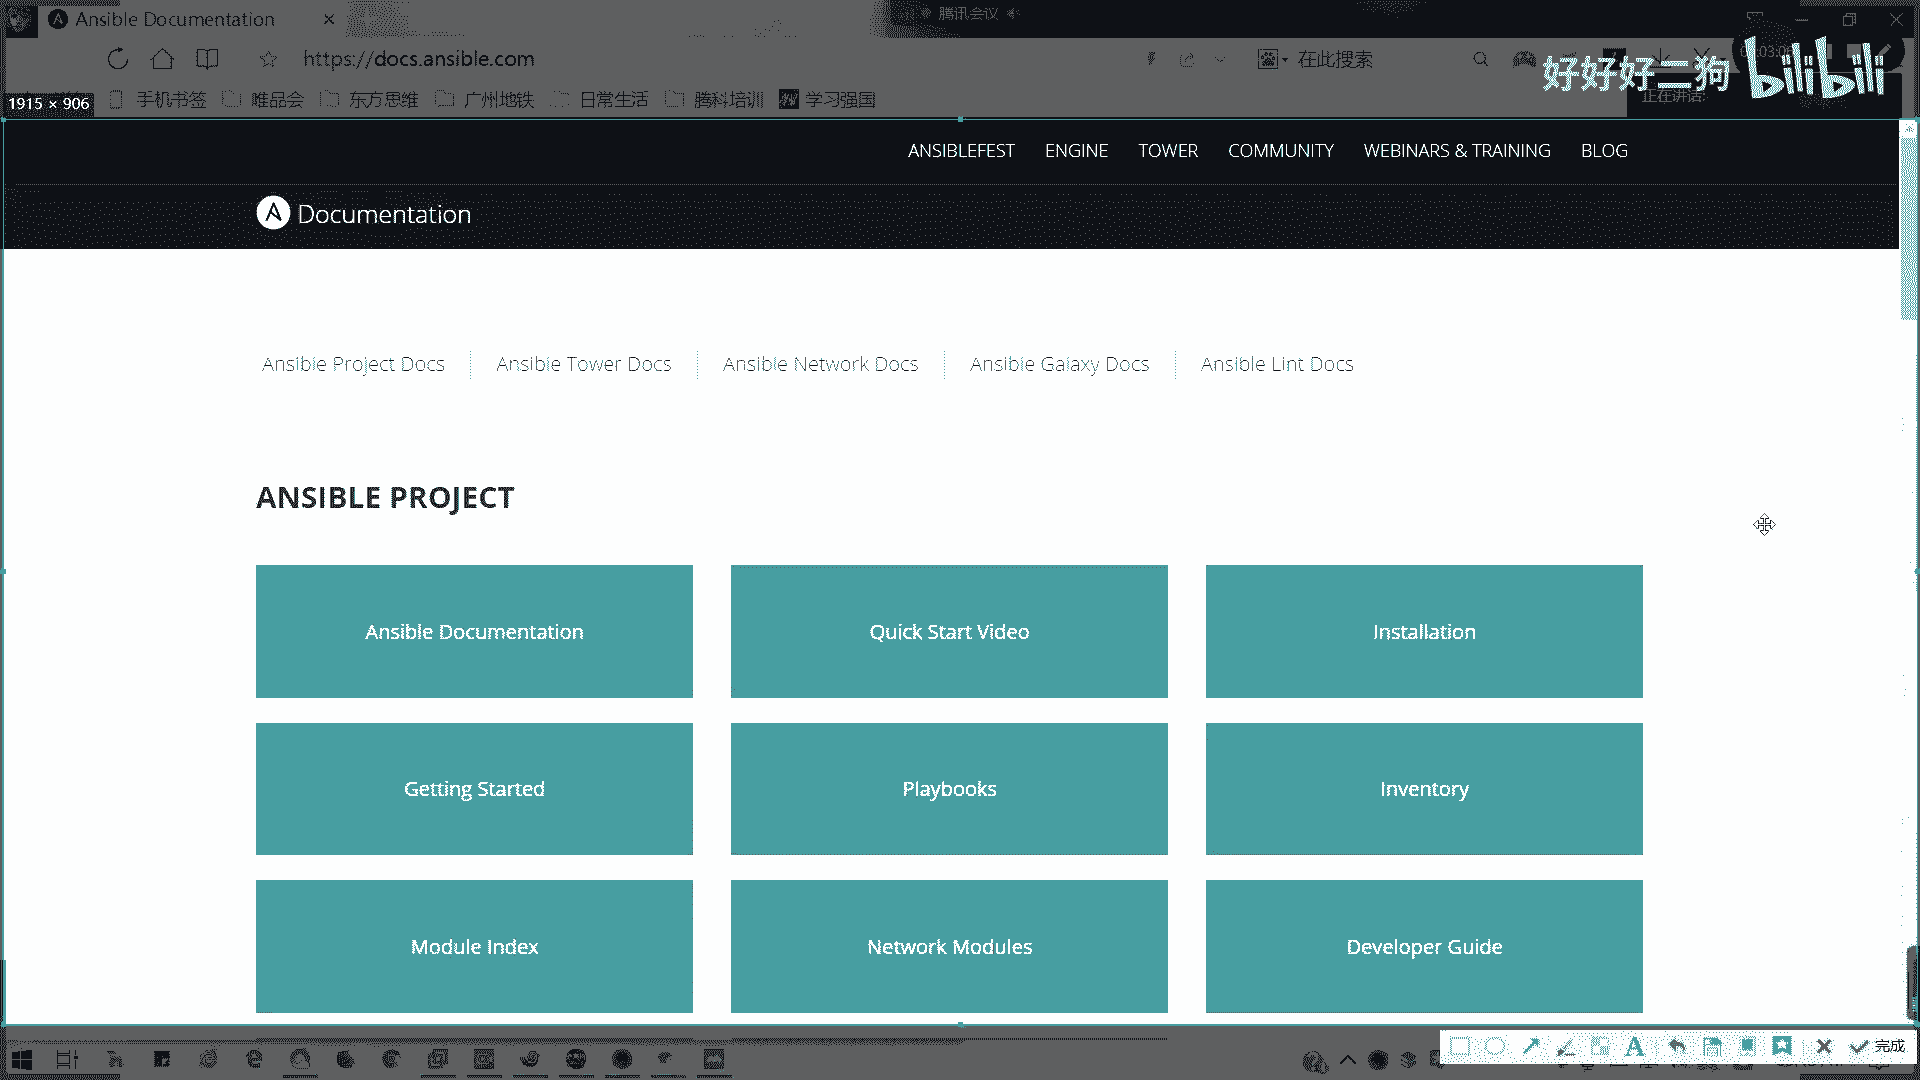 Ansible Documentation
腾讯会议
https://docs.ansible.com
在此搜索
好好好二狗 bilibili
1915 × 906
手机书签 唯品会 东方思维 广州地铁 日常生活 腾科培训 学习强国
正在讲话:
ANSIBLEFEST ENGINE TOWER COMMUNITY WEBINARS & TRAINING BLOG
Documentation
Ansible Project Docs Ansible Tower Docs Ansible Network Docs Ansible Galaxy Docs Ansible Lint Docs
ANSIBLE PROJECT
Ansible Documentation Quick Start Video Installation
Getting Started Playbooks Inventory
Module Index Network Modules Developer Guide
完成